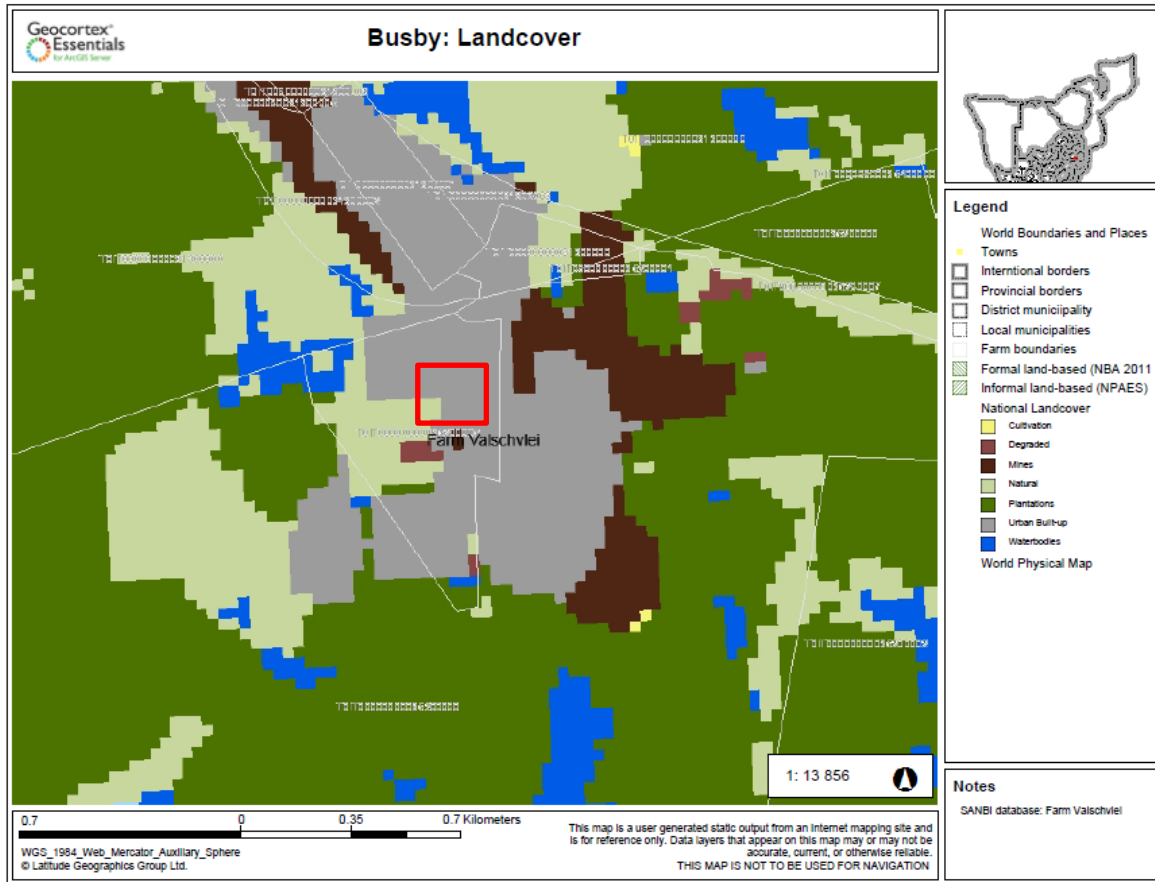 Geocortex®
Essentials
for ArcGIS Server
Busby: Landcover
Farm Valschvlei
1: 13 856
Legend
World Boundaries and Places
Towns
Interntional borders
Provincial borders
District municiipality
Local municipalities
Farm boundaries
Formal land-based (NBA 2011
Informal land-based (NPAES)
National Landcover
Cultivation
Degraded
Mines
Natural
Plantations
Urban Built-up
Waterbodies
World Physical Map
Notes
SANBI database: Farm Valschvlei
0.7 0 0.35 0.7 Kilometers
WGS_1984_Web_Mercator_Auxiliary_Sphere
© Latitude Geographics Group Ltd.
This map is a user generated static output from an Internet mapping site and
is for reference only. Data layers that appear on this map may or may not be
accurate, current, or otherwise reliable.
THIS MAP IS NOT TO BE USED FOR NAVIGATION